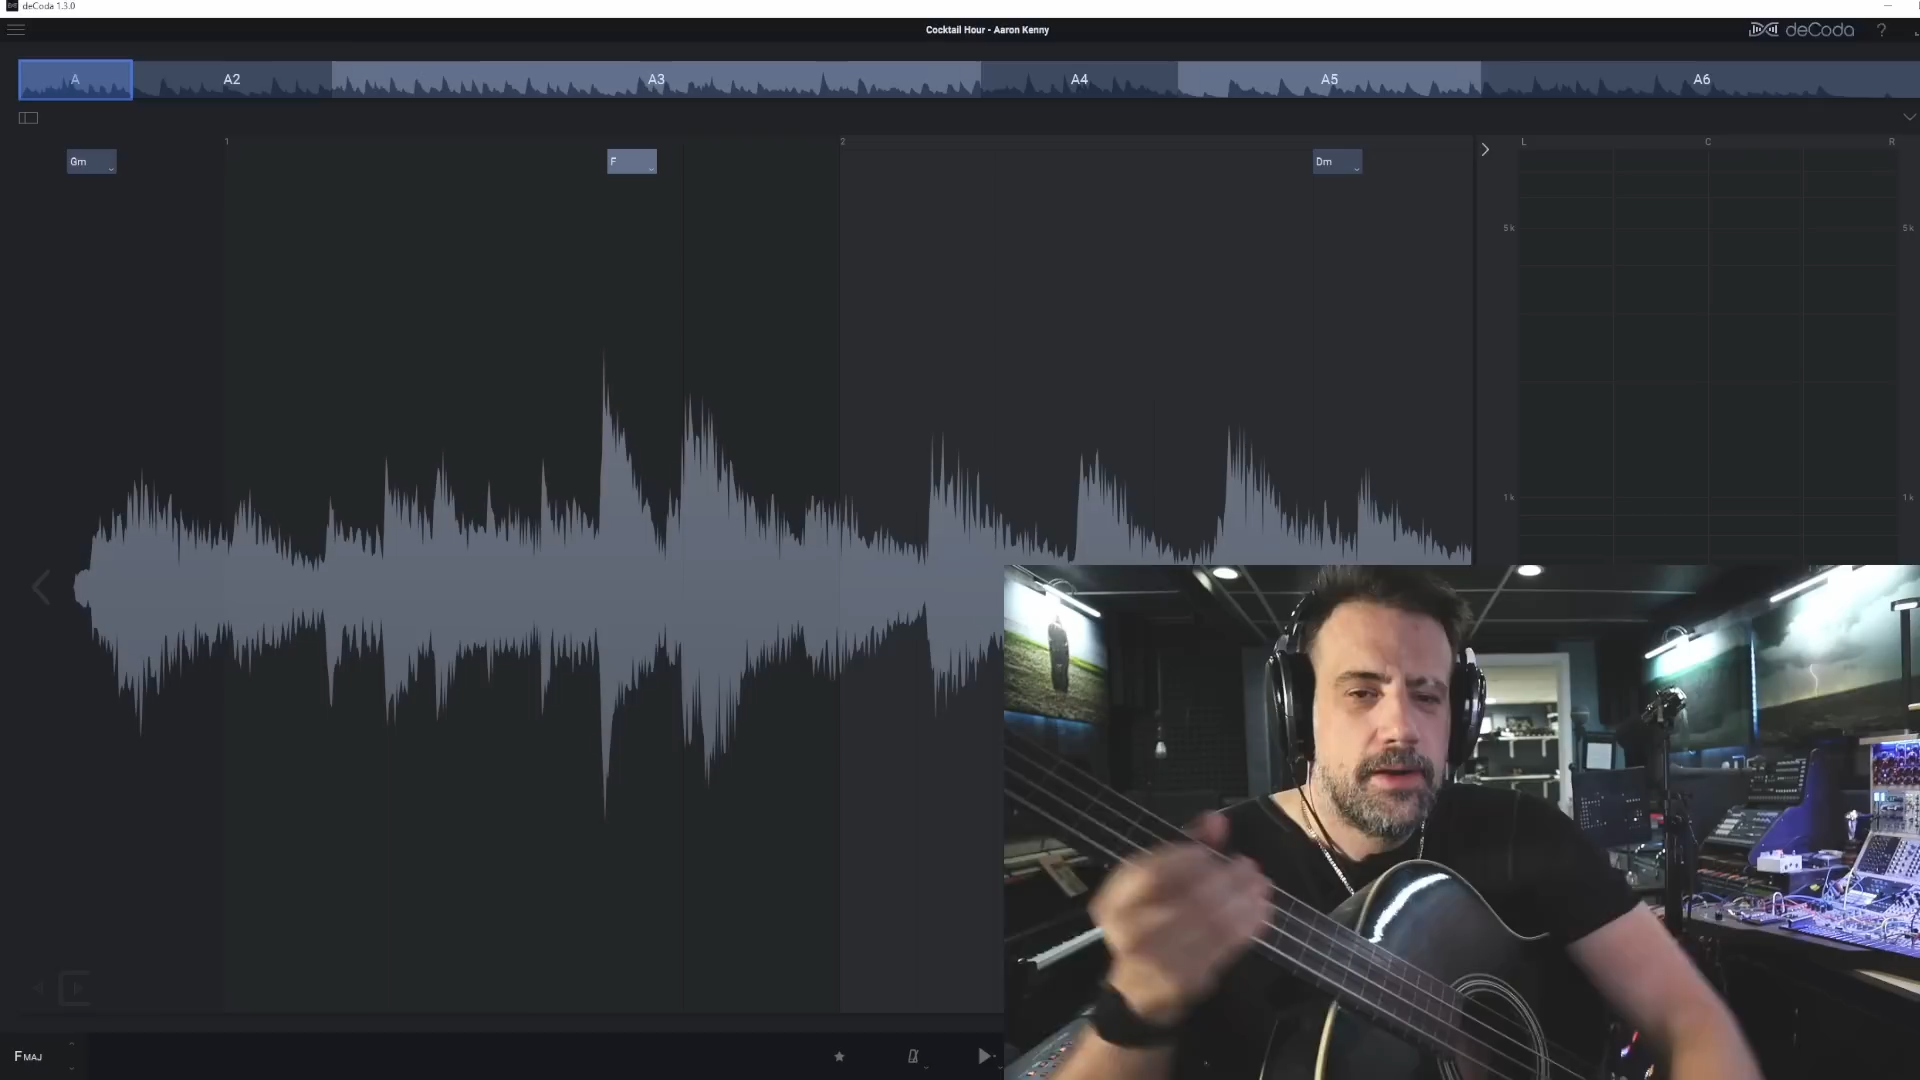 deCoda 1.3.0
Cocktail Hour - Aaron Kenny
deCoda ?
A A2 A3 A4 A5 A6
1 2 L C R
Gm F Dm
5k 5k
1k 1k
F MAJ